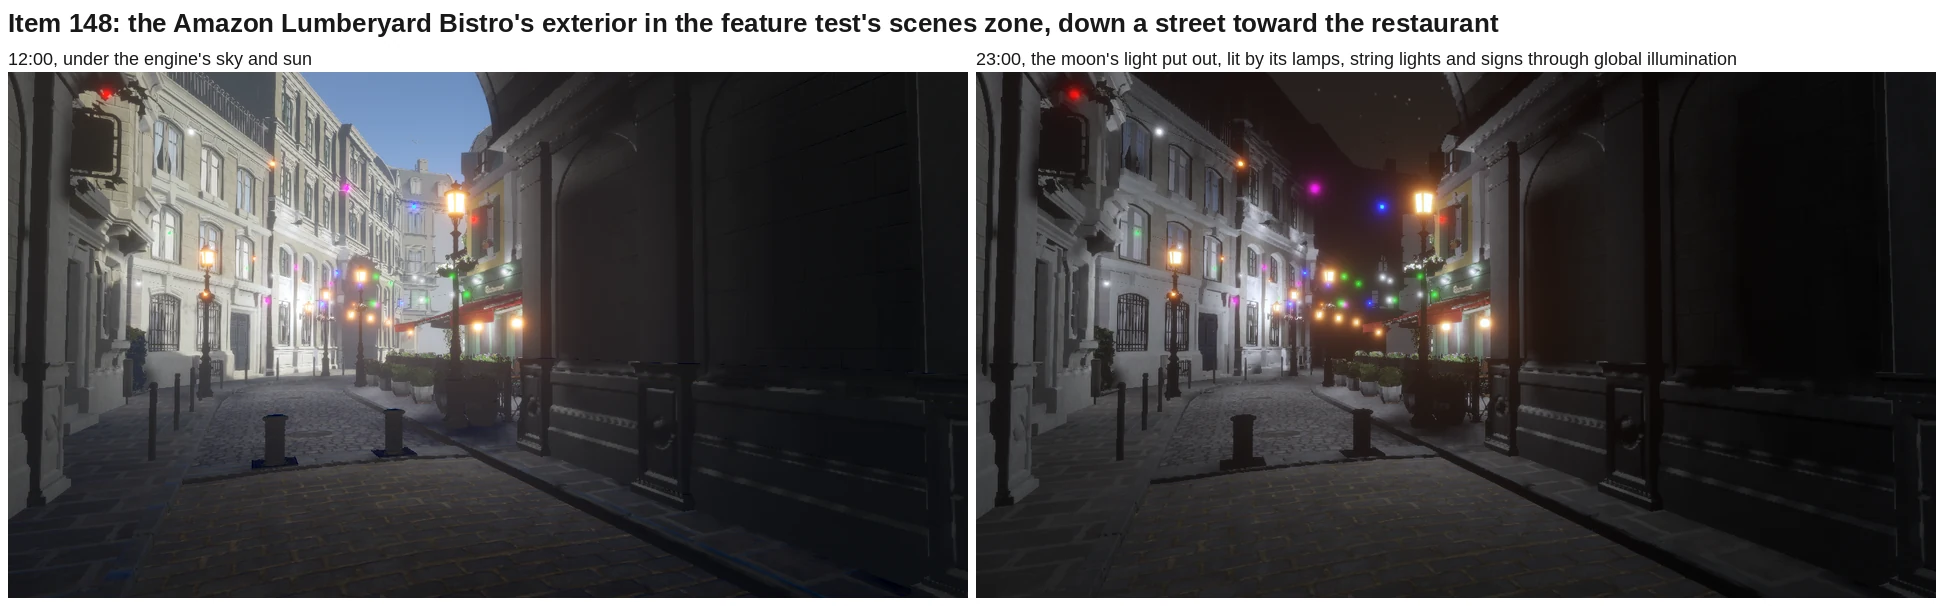 Item 148: the Amazon Lumberyard Bistro's exterior in the feature test's scenes zone, down a street toward the restaurant
12:00, under the engine's sky and sun
23:00, the moon's light put out, lit by its lamps, string lights and signs through global illumination